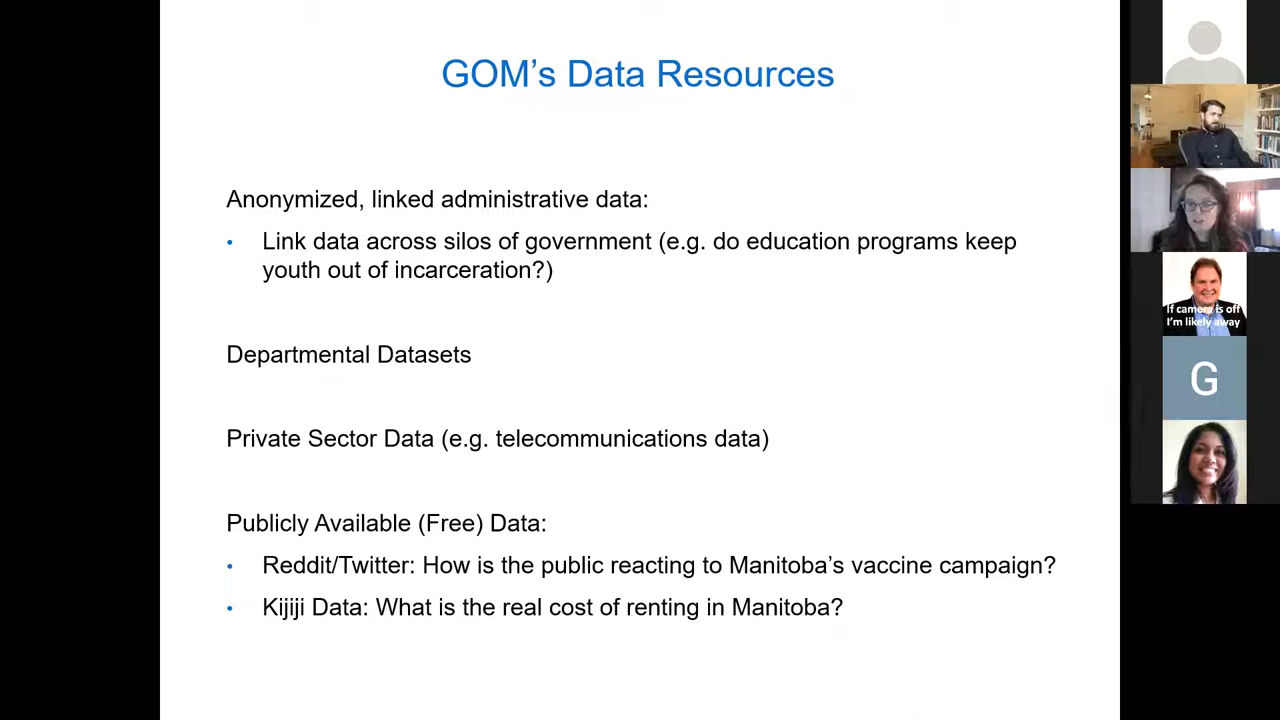 GOM's Data Resources
Anonymized, linked administrative data:
• Link data across silos of government (e.g. do education programs keep
youth out of incarceration?)
Departmental Datasets
Private Sector Data (e.g. telecommunications data)
Publicly Available (Free) Data:
• Reddit/Twitter: How is the public reacting to Manitoba's vaccine campaign?
• Kijiji Data: What is the real cost of renting in Manitoba?
If camera is off
I'm likely away
G